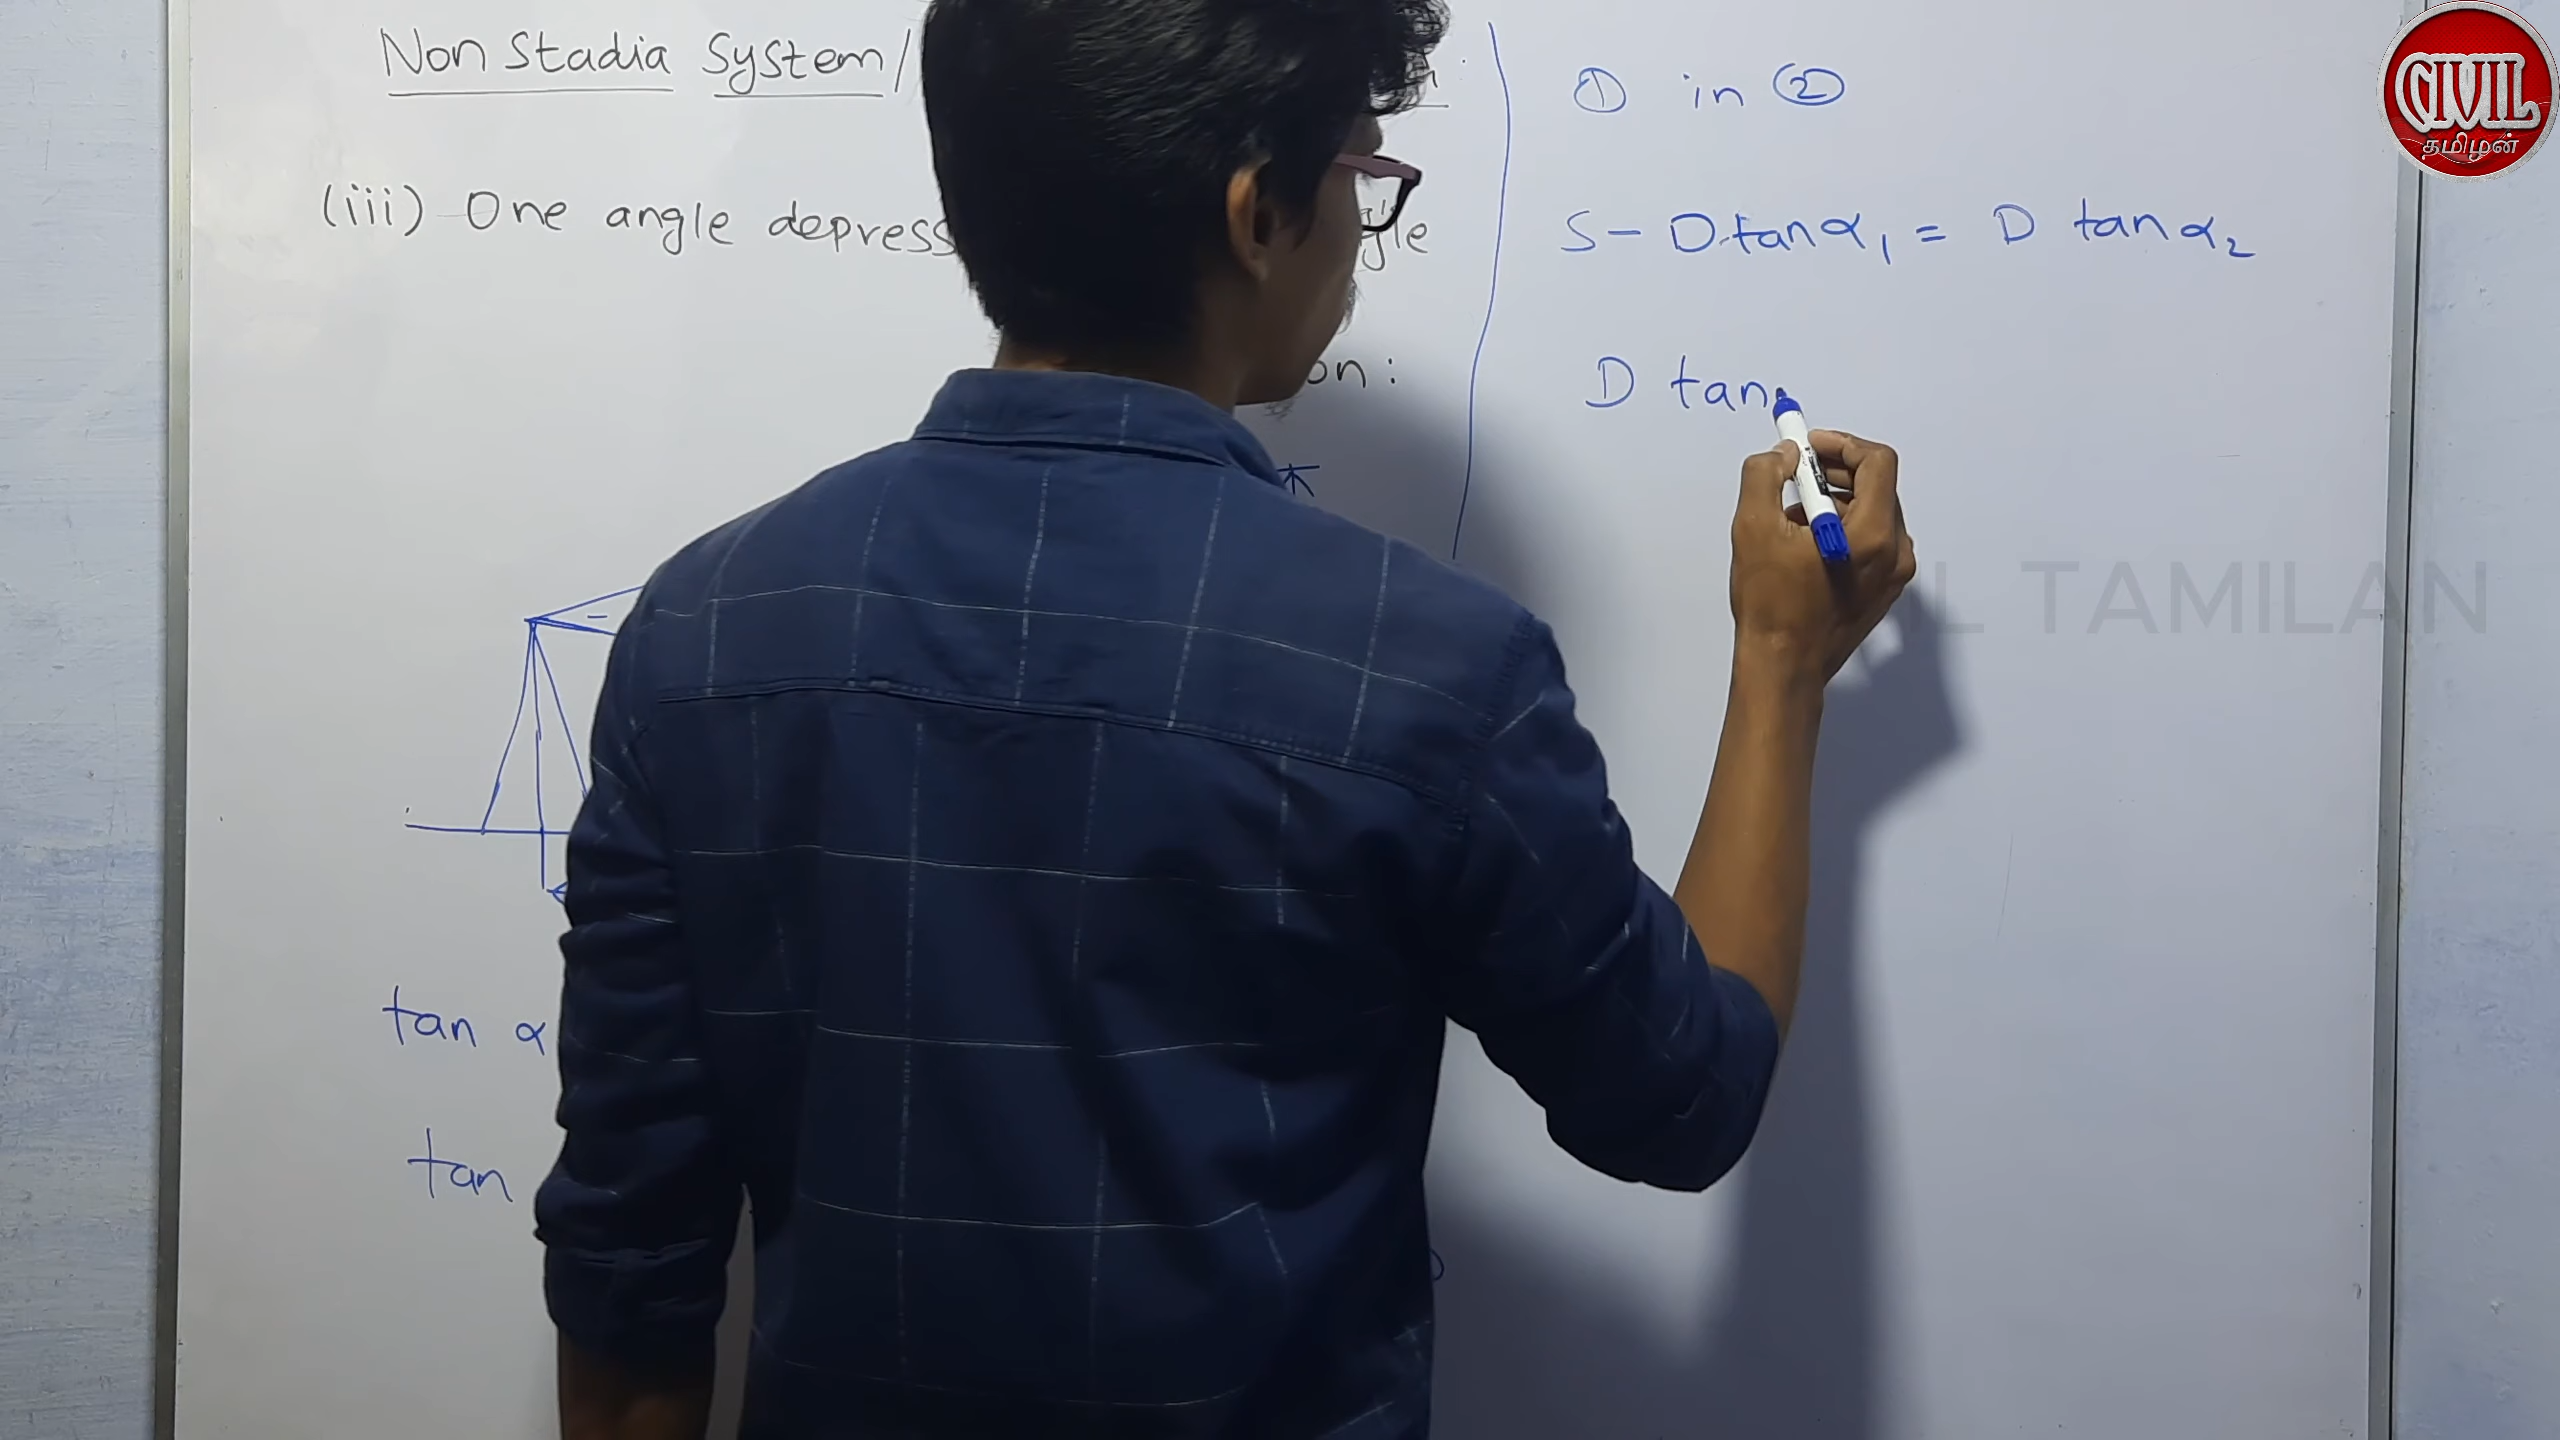 Non Stadia System/
(iii) One angle depress gle
on :
tan α
tan
① in ②
S - D tan α₁ = D tan α₂
D tan
CIVIL
தமிழன்
TAMILAN